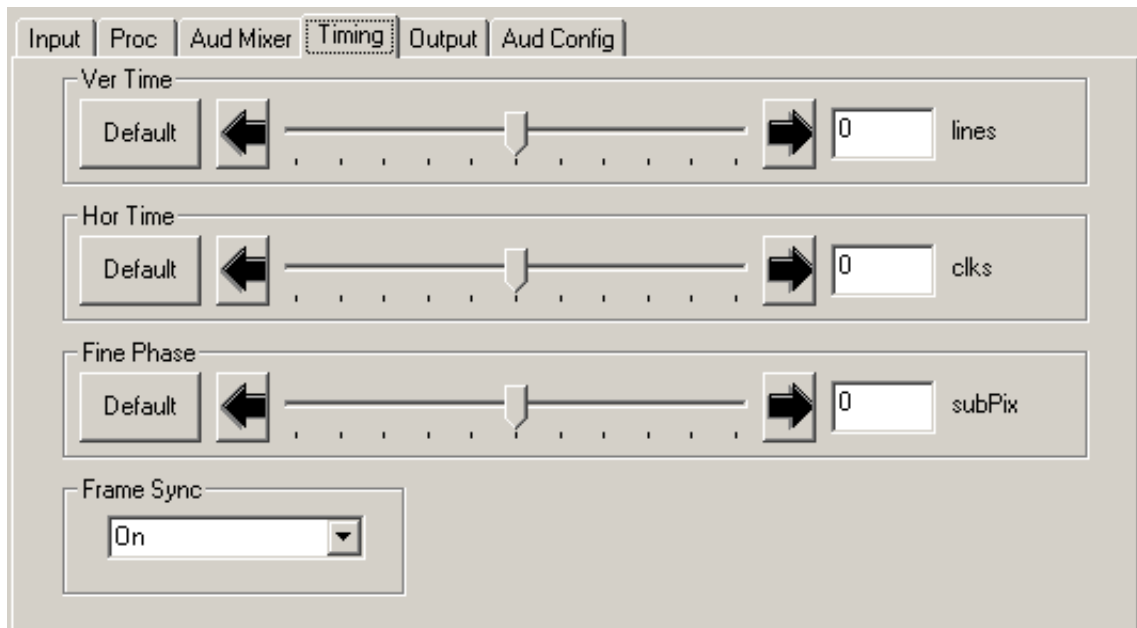 Input Proc Aud Mixer Timing Output Aud Config
Ver Time
Default 0 lines
Hor Time
Default 0 clks
Fine Phase
Default 0 subPix
Frame Sync
On